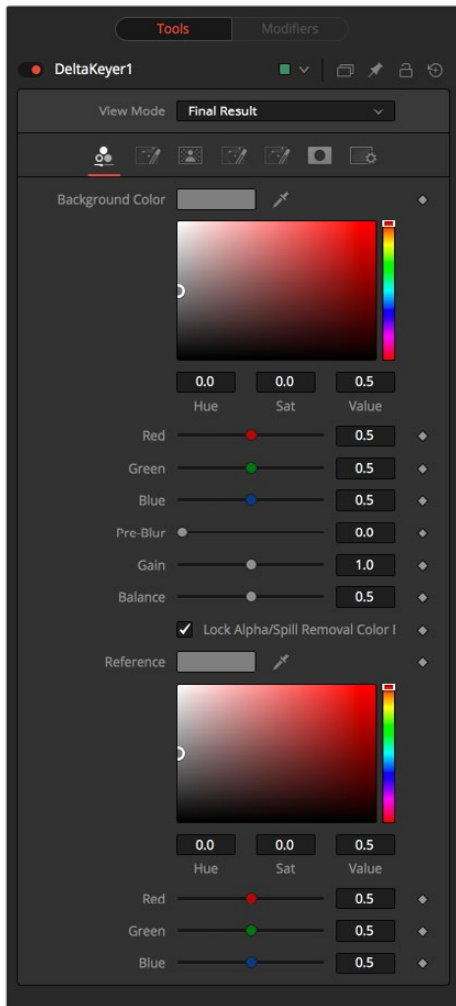 Tools Modifiers
DeltaKeyer1
View Mode Final Result
Background Color
0.0 0.0 0.5
Hue Sat Value
Red 0.5
Green 0.5
Blue 0.5
Pre-Blur 0.0
Gain 1.0
Balance 0.5
Lock Alpha/Spill Removal Color
Reference
0.0 0.0 0.5
Hue Sat Value
Red 0.5
Green 0.5
Blue 0.5